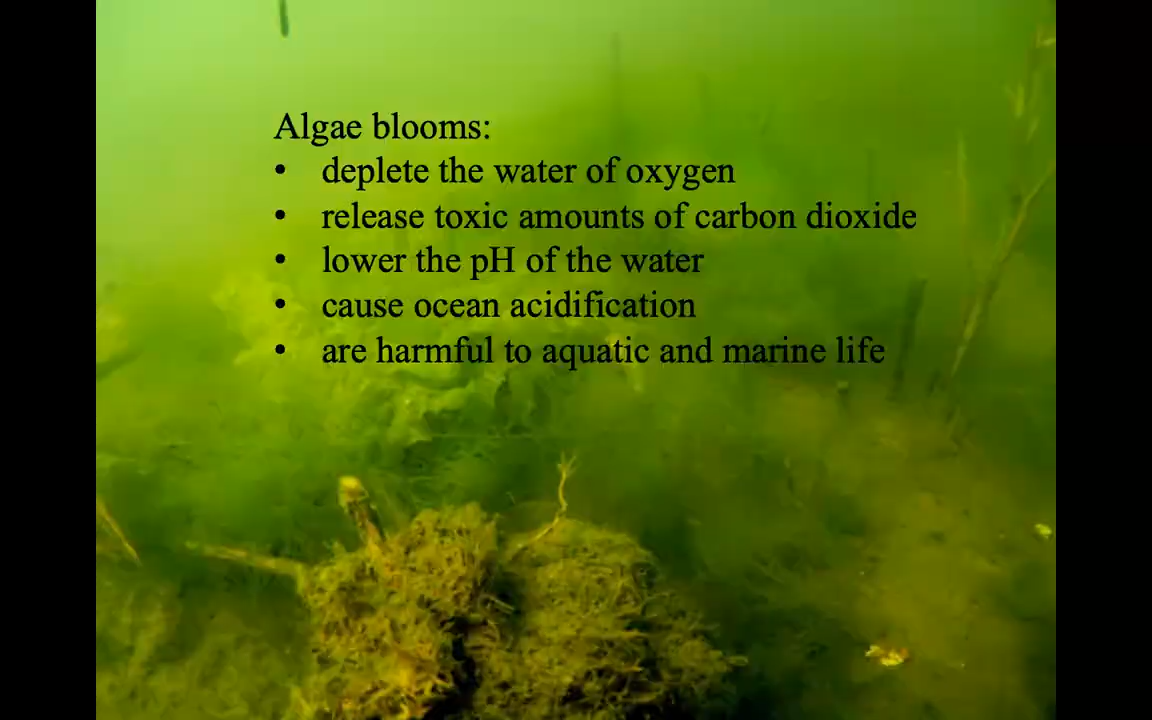 Algae blooms:
• deplete the water of oxygen
• release toxic amounts of carbon dioxide
• lower the pH of the water
• cause ocean acidification
• are harmful to aquatic and marine life